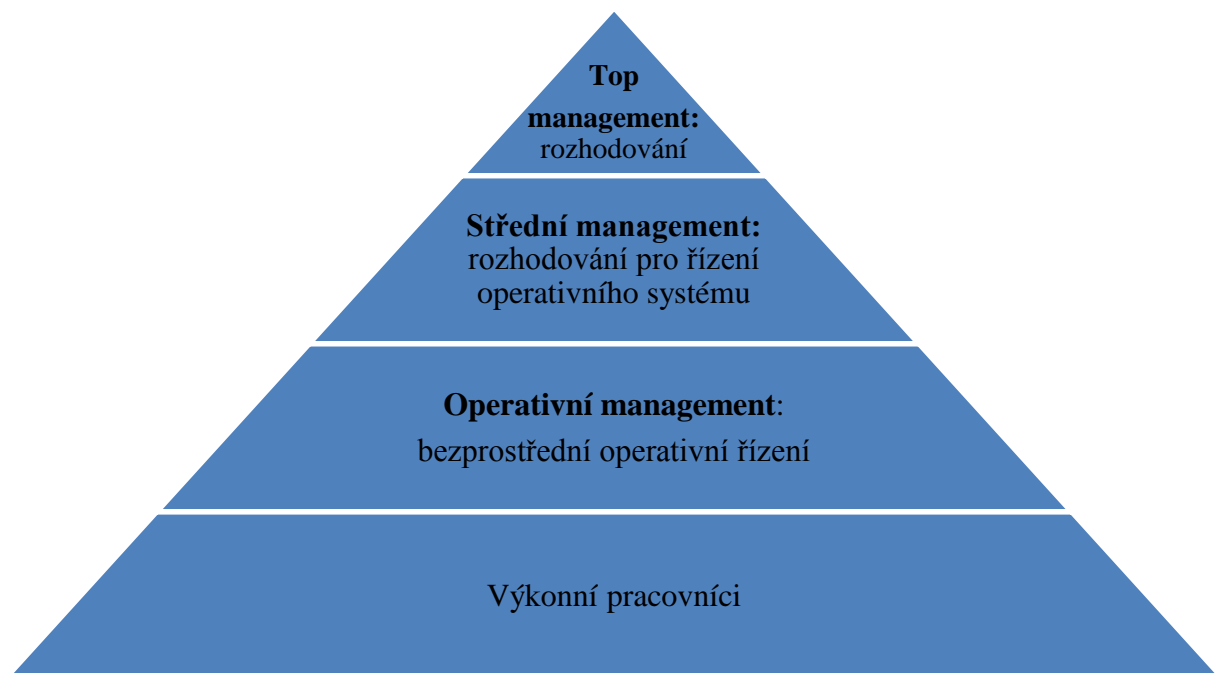 Top
management:
rozhodování
Střední management:
rozhodování pro řízení
operativního systému
Operativní management:
bezprostřední operativní řízení
Výkonní pracovníci